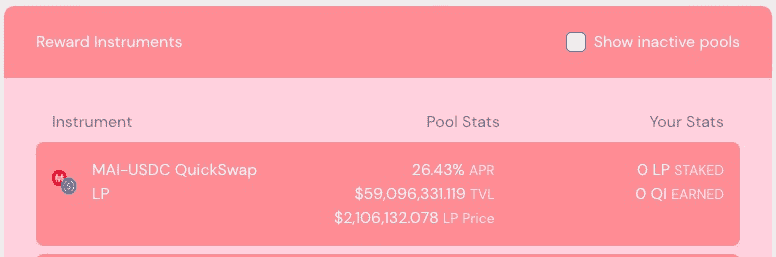 Reward Instruments Show inactive pools
Instrument Pool Stats Your Stats
MAI-USDC QuickSwap 26.43% APR 0 LP STAKED
LP $59,096,331.119 TVL 0 QI EARNED
$2,106,132.078 LP Price